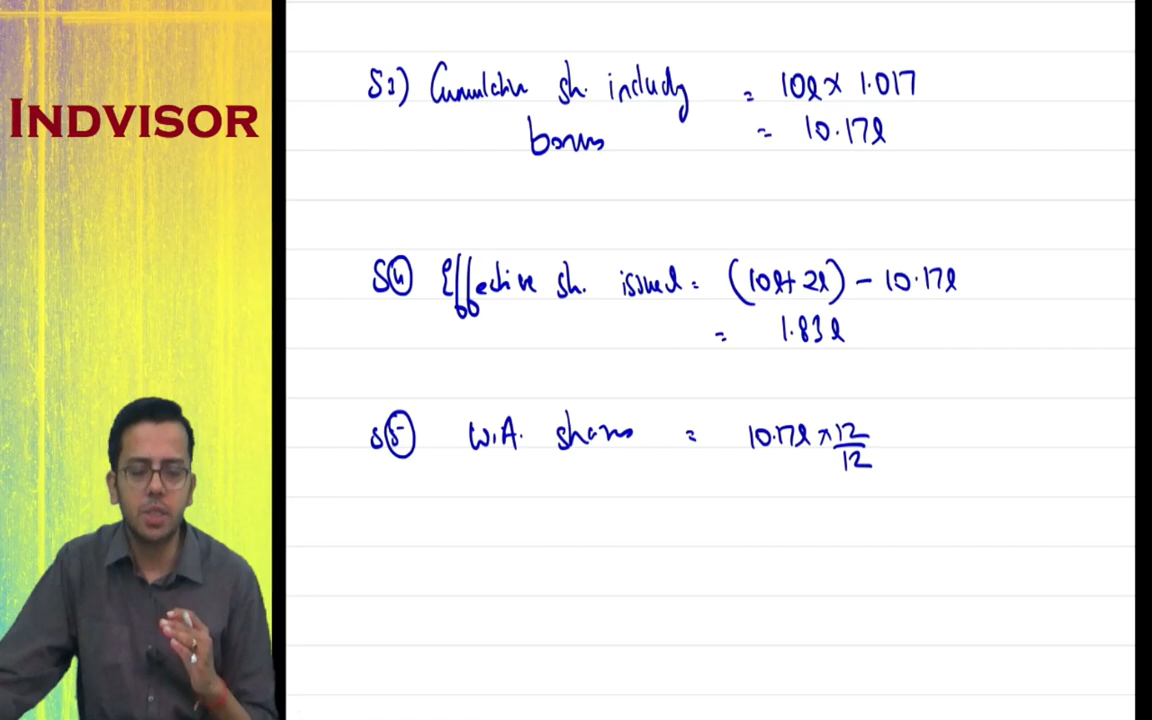 INDVISOR
S3) Cumulative sh. including = 10l × 1.017
bonus = 10.17l
S④ Effective sh. issued = (10l + 2l) - 10.17l
= 1.83l
S⑤ W.A. shares = 10.17l × 12/12